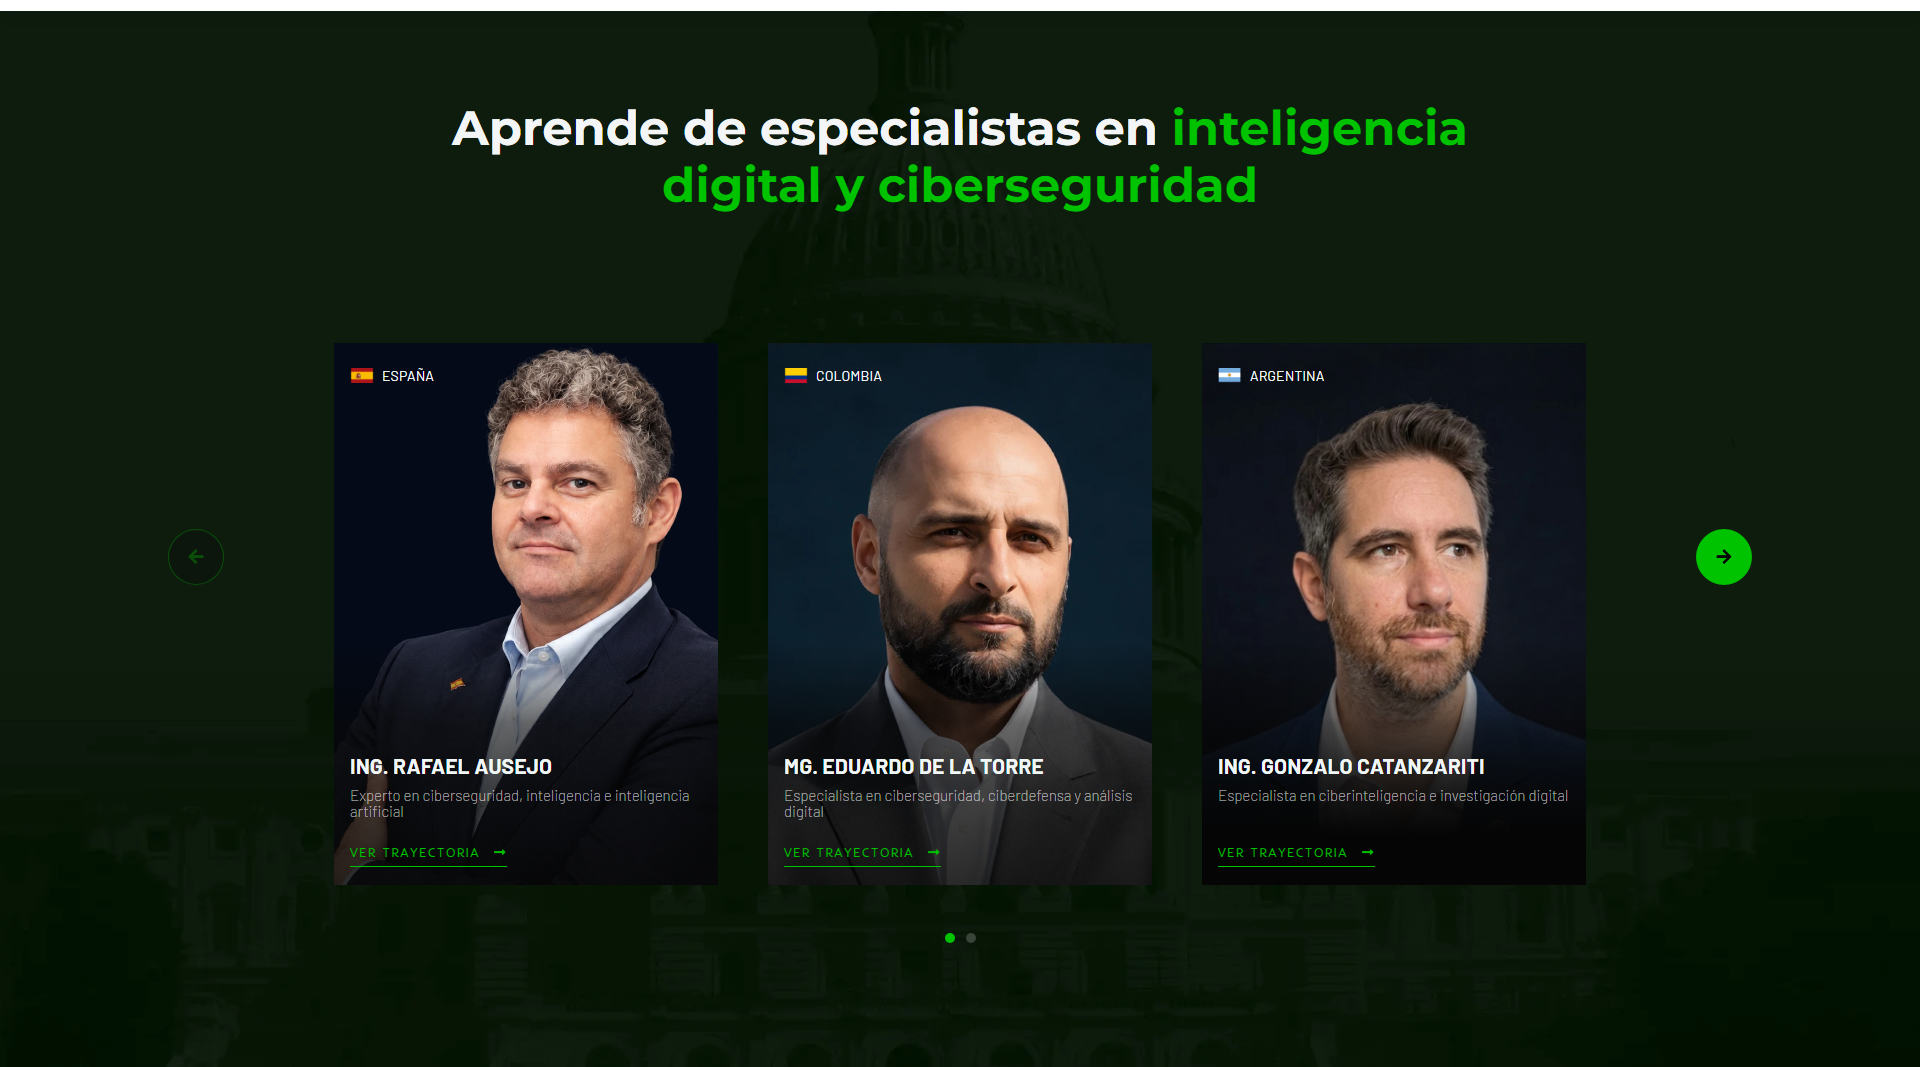 Aprende de especialistas en inteligencia
digital y ciberseguridad
ESPAÑA
ING. RAFAEL AUSEJO
Experto en ciberseguridad, inteligencia e inteligencia
artificial
VER TRAYECTORIA
COLOMBIA
MG. EDUARDO DE LA TORRE
Especialista en ciberseguridad, ciberdefensa y análisis
digital
VER TRAYECTORIA
ARGENTINA
ING. GONZALO CATANZARITI
Especialista en ciberinteligencia e investigación digital
VER TRAYECTORIA